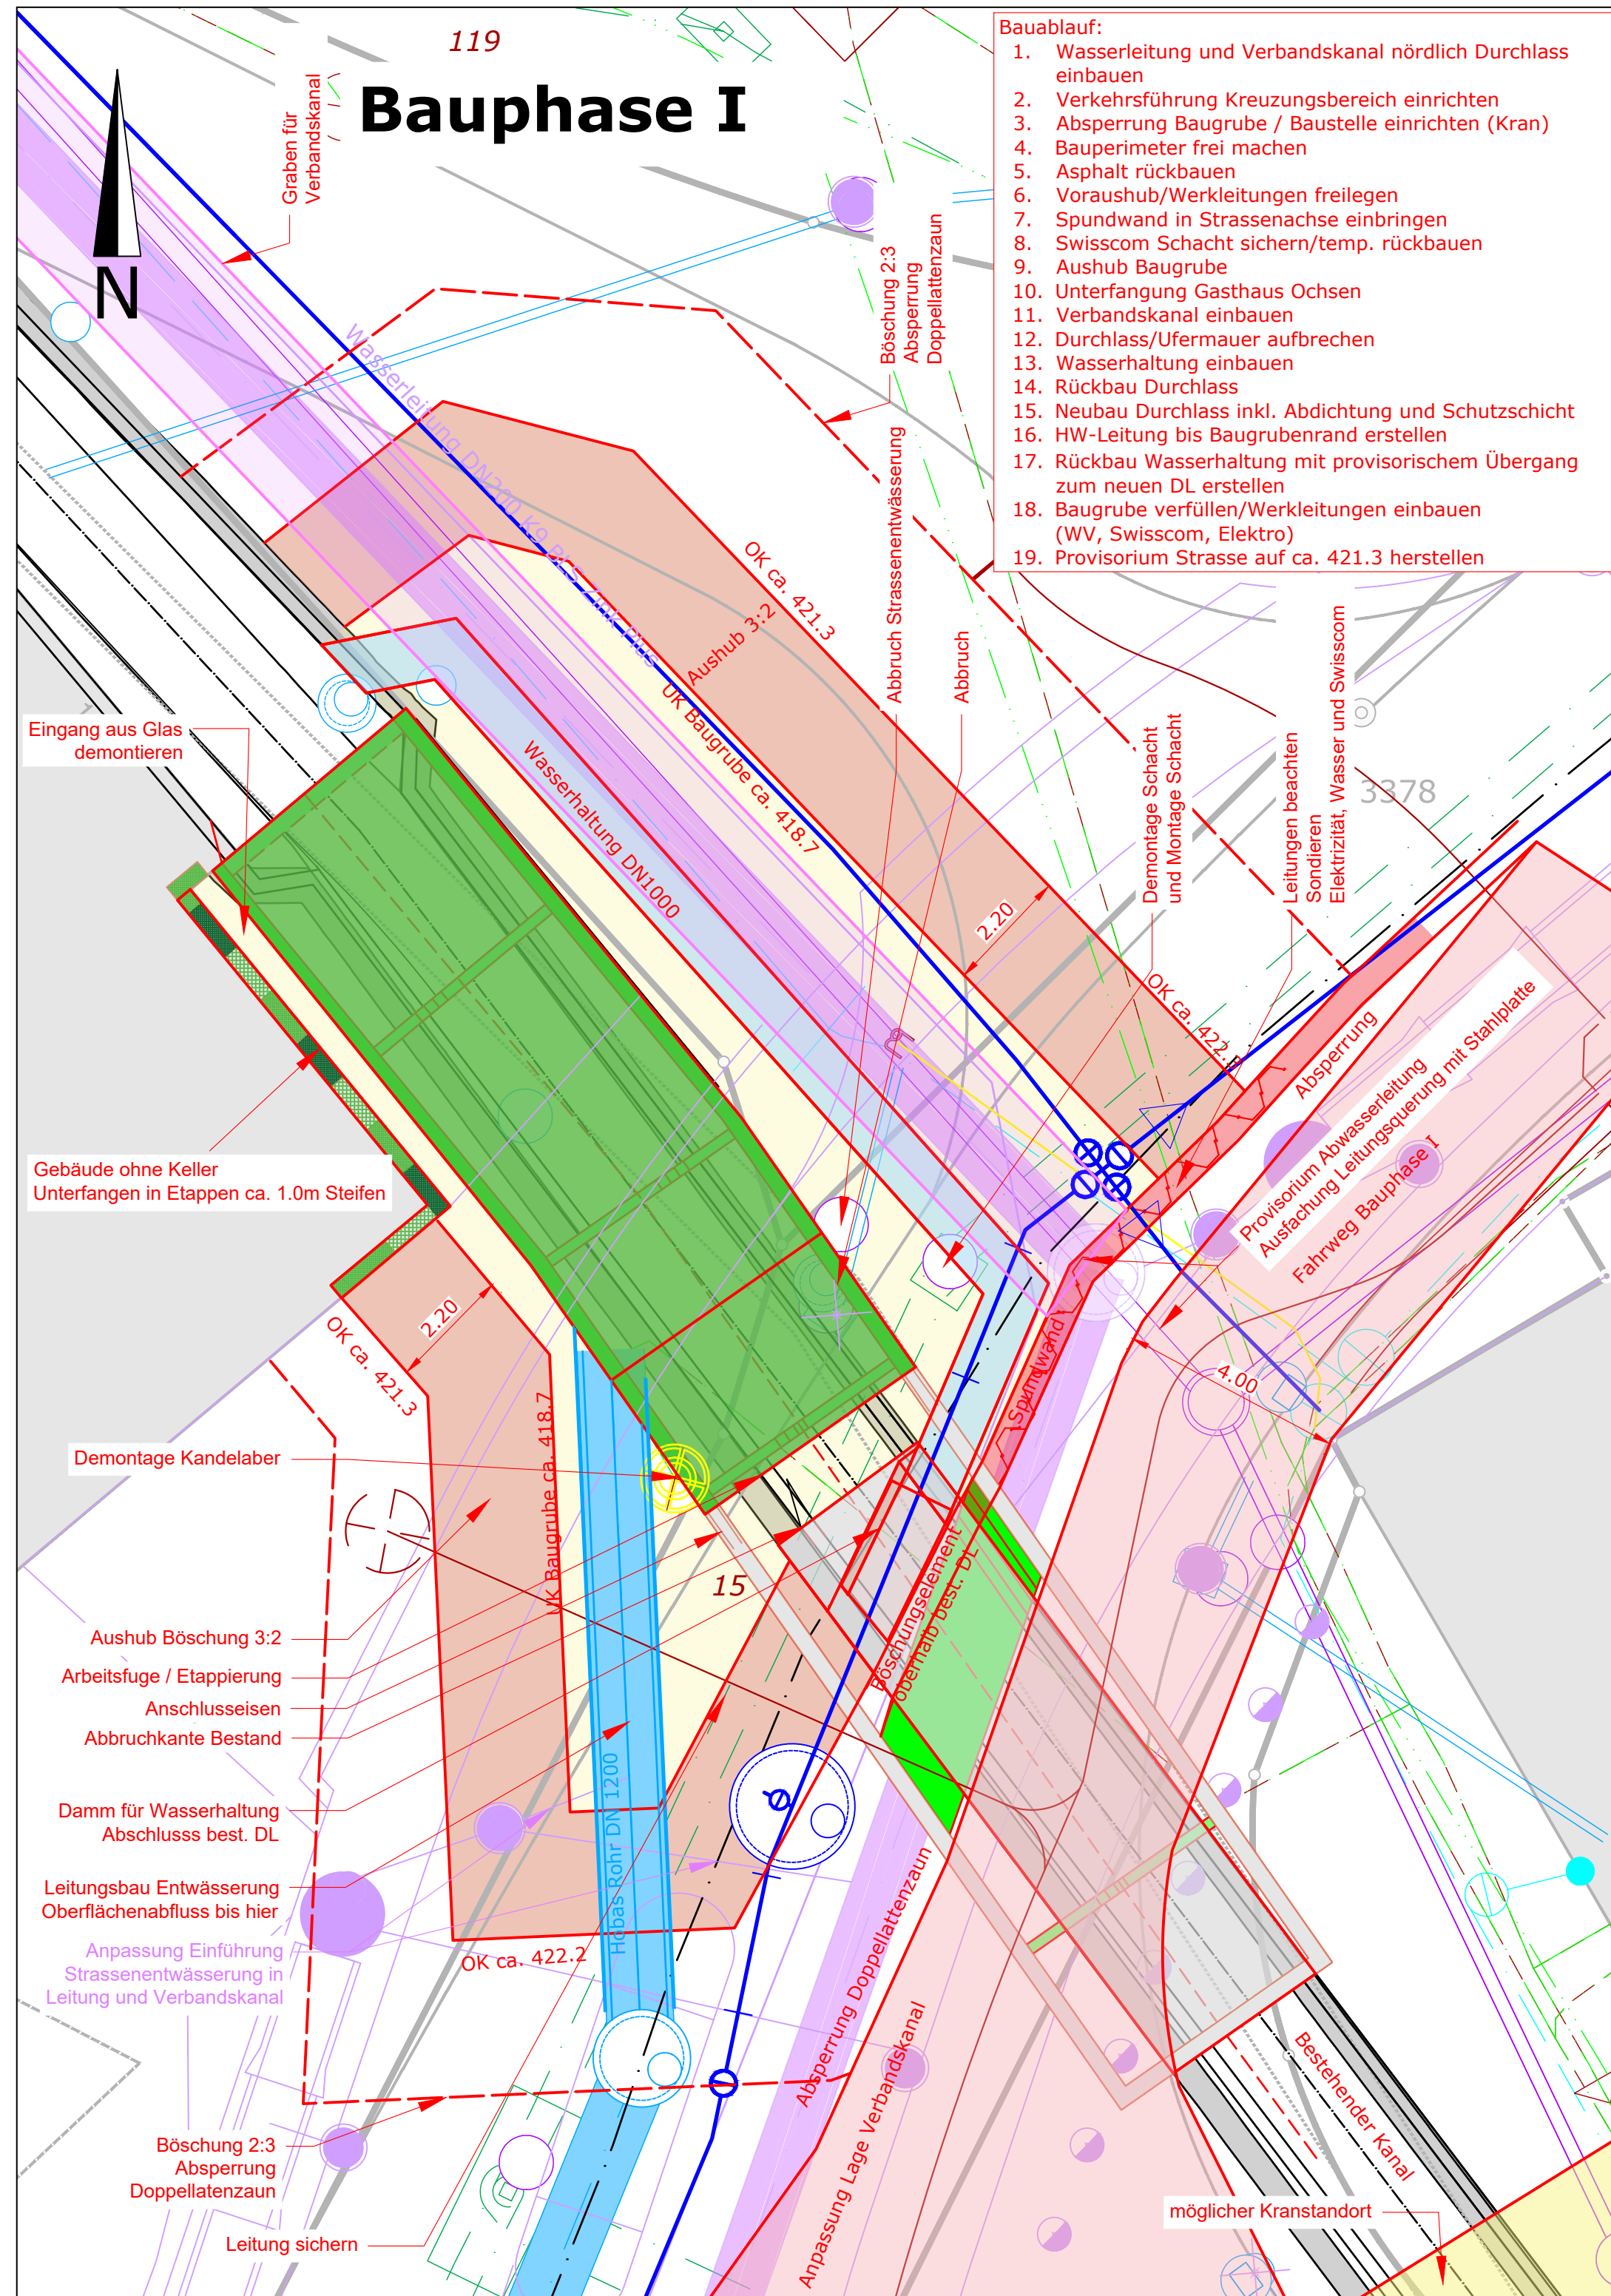 119
Bauphase I
N
Bauablauf:
1. Wasserleitung und Verbandskanal nördlich Durchlass
einbauen
2. Verkehrsführung Kreuzungsbereich einrichten
3. Absperrung Baugrube / Baustelle einrichten (Kran)
4. Bauperimeter frei machen
5. Asphalt rückbauen
6. Voraushub/Werkleitungen freilegen
7. Spundwand in Strassenachse einbringen
8. Swisscom Schacht sichern/temp. rückbauen
9. Aushub Baugrube
10. Unterfangung Gasthaus Ochsen
11. Verbandskanal einbauen
12. Durchlass/Ufermauer aufbrechen
13. Wasserhaltung einbauen
14. Rückbau Durchlass
15. Neubau Durchlass inkl. Abdichtung und Schutzschicht
16. HW-Leitung bis Baugrubenrand erstellen
17. Rückbau Wasserhaltung mit provisorischem Übergang
zum neuen DL erstellen
18. Baugrube verfüllen/Werkleitungen einbauen
(WV, Swisscom, Elektro)
19. Provisorium Strasse auf ca. 421.3 herstellen
Graben für
Verbandskanal
Böschung 2:3
Absperrung
Doppellattenzaun
Wasserleitung DN200 K9 BLS
Plus
Abbruch Strassenentwässerung
Abbruch
OK ca. 421.3
Aushub 3:2
UK Baugrube ca. 418.7
Wasserhaltung DN1000
Demontage Schacht
und Montage Schacht
Leitungen beachten
Sondieren
Elektrizität, Wasser und Swisscom
3378
Eingang aus Glas
demontieren
2.20
OK ca. 422.
Absperrung
Provisorium Abwasserleitung
Ausfachung Leitungsquerung mit Stahlplatte
Fahrweg Bauphase I
Gebäude ohne Keller
Unterfangen in Etappen ca. 1.0m Steifen
2.20
OK ca. 421.3
4.00
Spundwand
UK Baugrube ca. 418.7
Demontage Kandelaber
15
Böschungselement
oberhalb best. DL
Aushub Böschung 3:2
Arbeitsfuge / Etappierung
Anschlusseisen
Abbruchkante Bestand
Damm für Wasserhaltung
Abschlusss best. DL
Leitungsbau Entwässerung
Oberflächenabfluss bis hier
Anpassung Einführung
Strassenentwässerung in
Leitung und Verbandskanal
Hobas Rohr DN 1200
OK ca. 422.2
Absperrung Doppellattenzaun
Anpassung Lage Verbandskanal
Bestehender Kanal
Böschung 2:3
Absperrung
Doppellatenzaun
Leitung sichern
möglicher Kranstandort